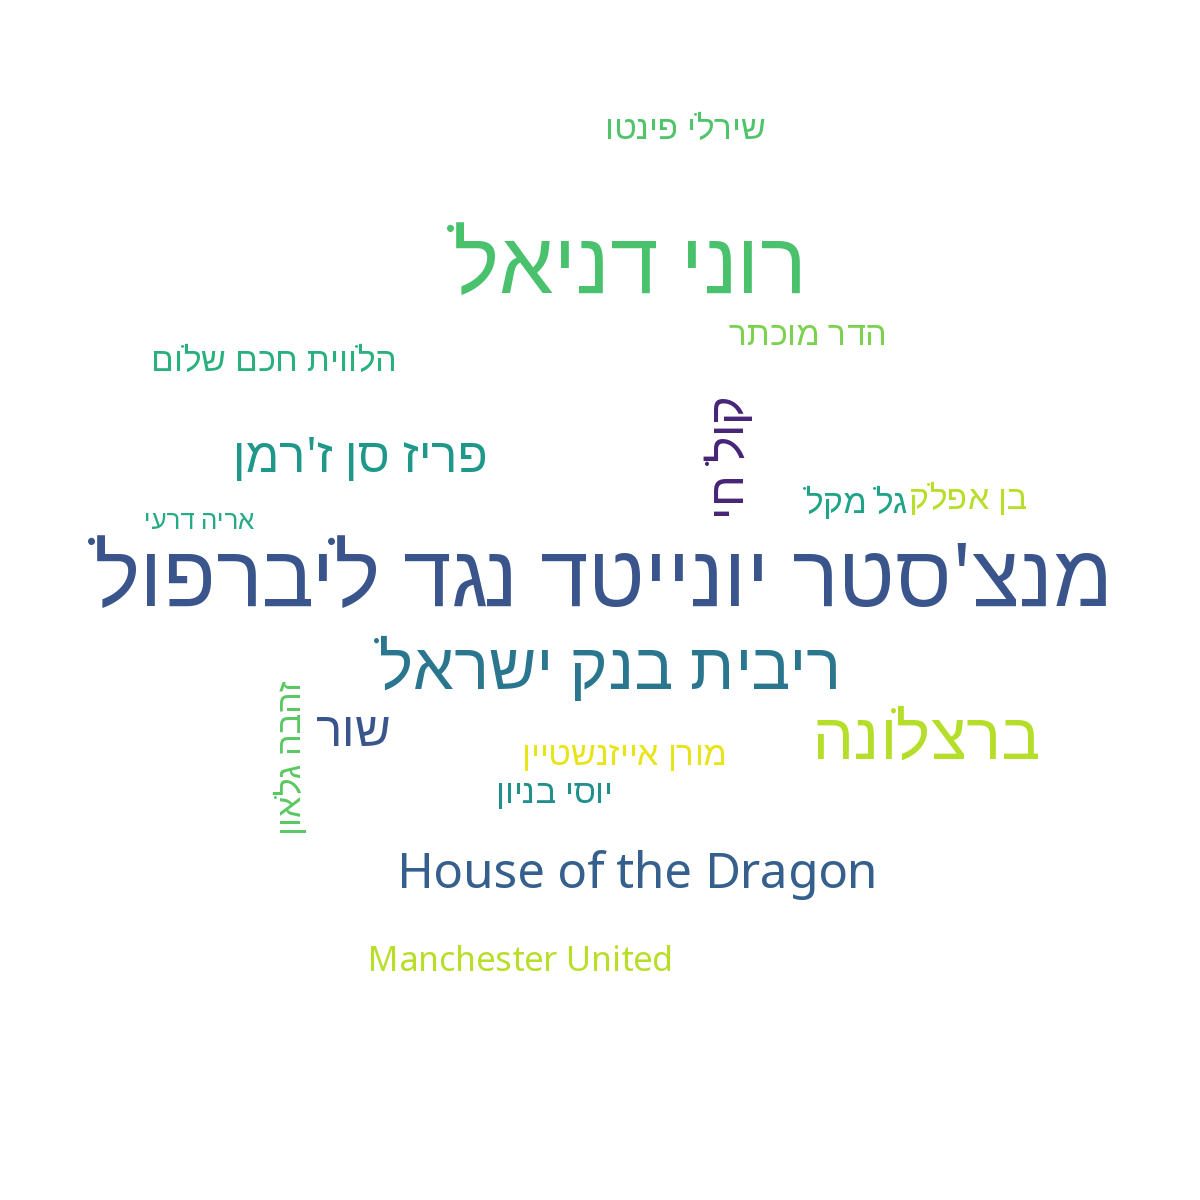 שירלי פינטו
רוני דניאל
הדר מוכתר
הלווית חכם שלום
קול חי
פריז סן ז'רמן
בן אפלק
גל מקל
אריה דרעי
מנצ'סטר יונייטד נגד ליברפול
ריבית בנק ישראל
זהבה גלאון
שור
ברצלונה
מורן אייזנשטיין
יוסי בניון
House of the Dragon
Manchester United